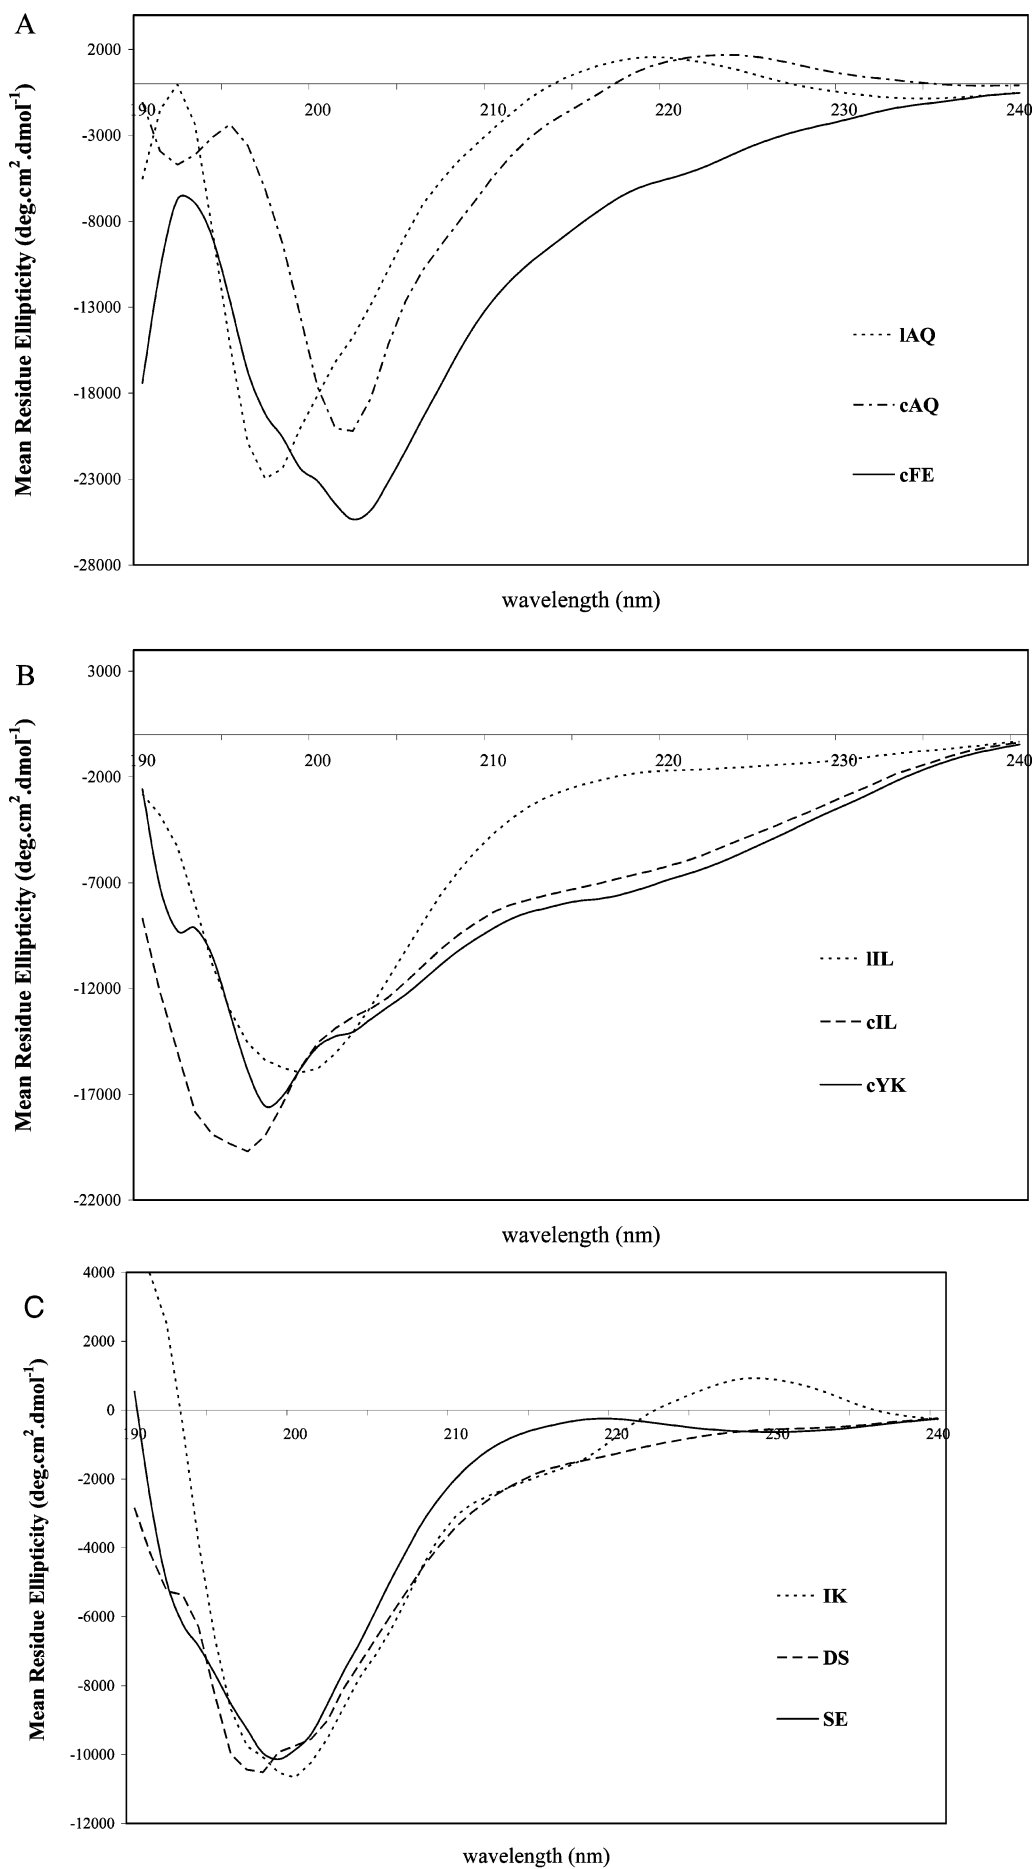 A
2000
-3000
-8000
-13000
-18000
-23000
-28000
Mean Residue Ellipticity (deg.cm².dmol⁻¹)
190 200 210 220 230 240
lAQ
cAQ
cFE
wavelength (nm)
B
3000
-2000
-7000
-12000
-17000
-22000
Mean Residue Ellipticity (deg.cm².dmol⁻¹)
190 200 210 220 230 240
lIL
cIL
cYK
wavelength (nm)
C
4000
2000
0
-2000
-4000
-6000
-8000
-10000
-12000
Mean Residue Ellipticity (deg.cm².dmol⁻¹)
190 200 210 220 230 240
IK
DS
SE
wavelength (nm)